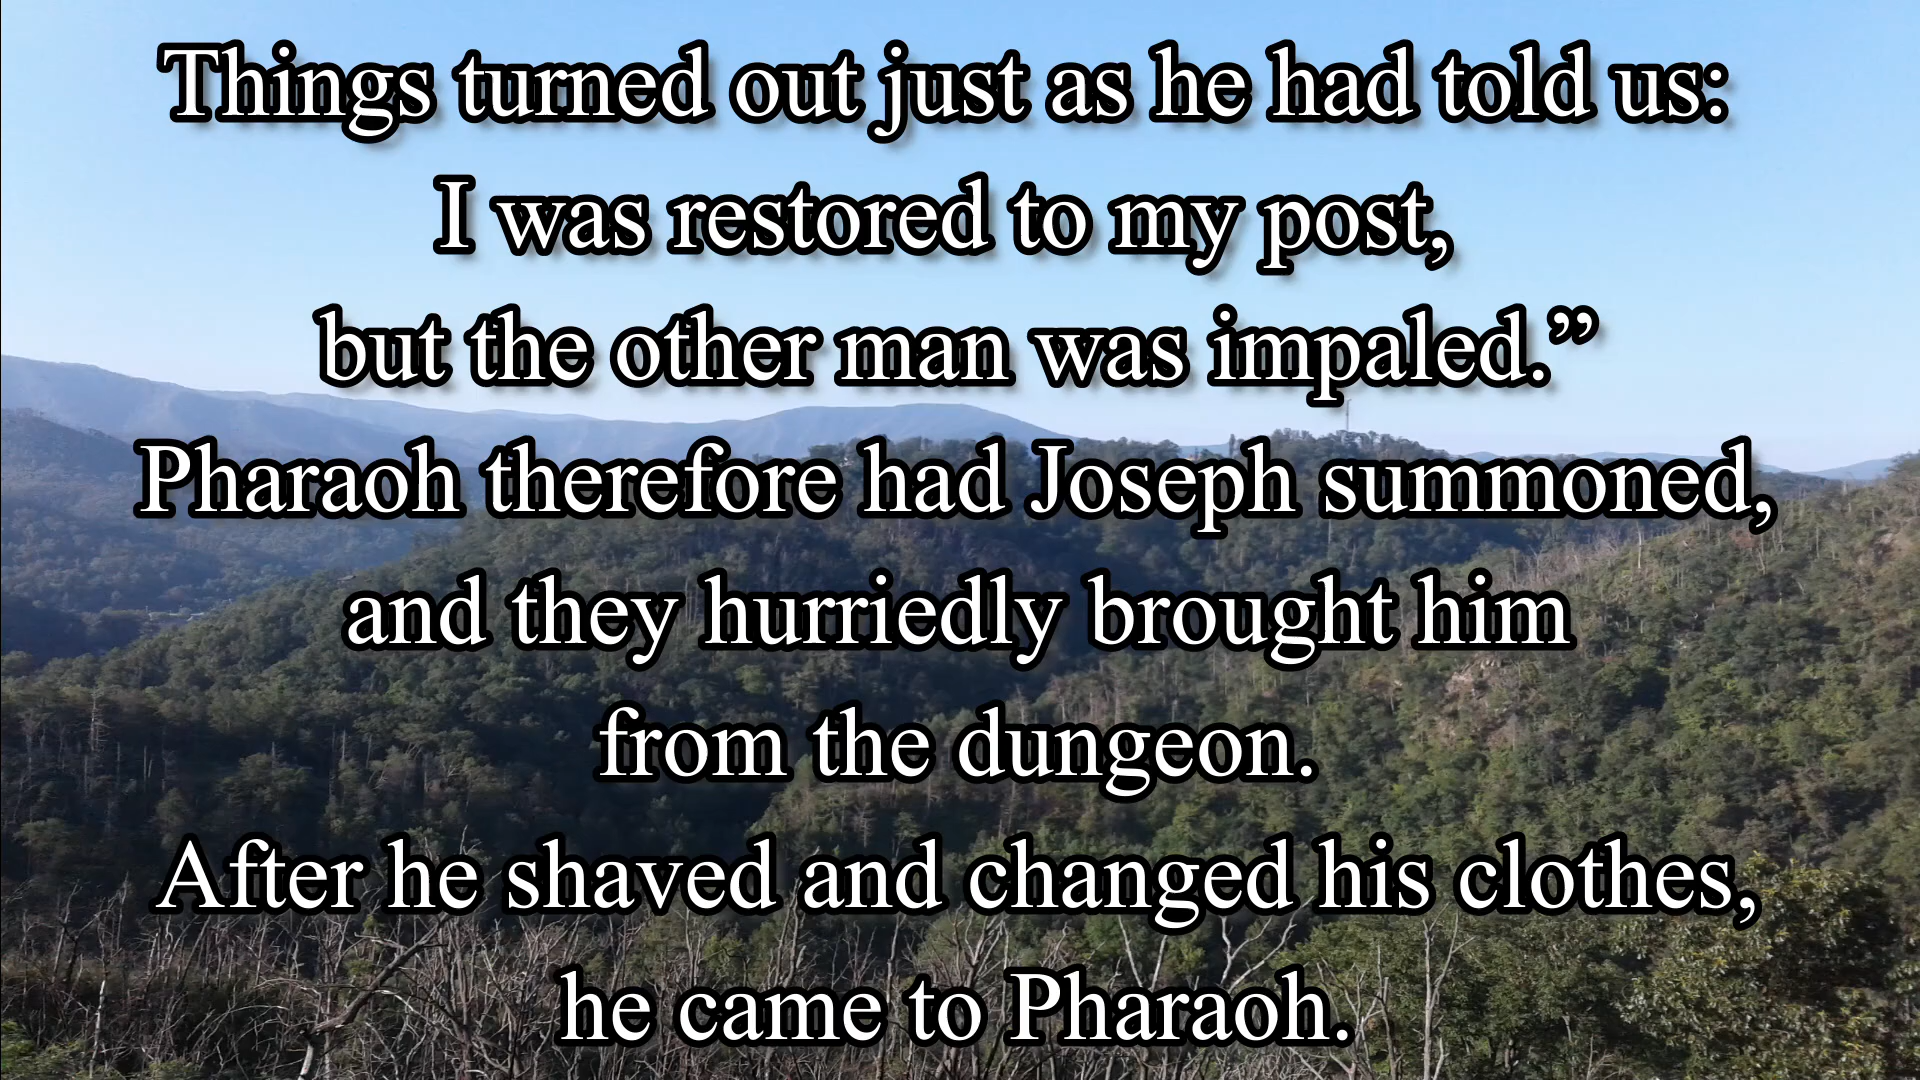 Things turned out just as he had told us:
I was restored to my post,
but the other man was impaled.”
Pharaoh therefore had Joseph summoned,
and they hurriedly brought him
from the dungeon.
After he shaved and changed his clothes,
he came to Pharaoh.